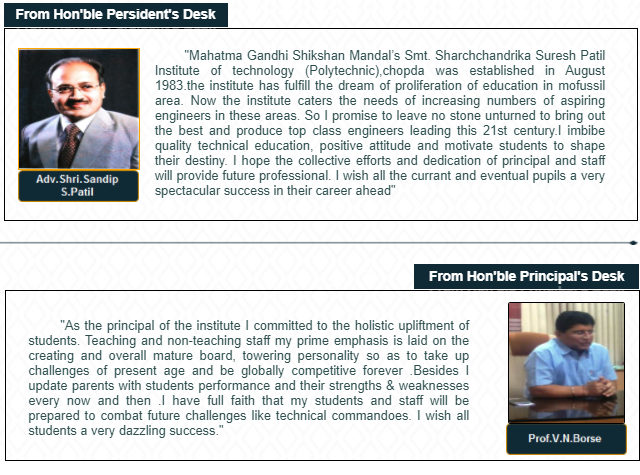 From Hon'ble Persident's Desk
"Mahatma Gandhi Shikshan Mandal's Smt. Sharchchandrika Suresh Patil
Institute of technology (Polytechnic),chopda was established in August
1983.the institute has fulfill the dream of proliferation of education in mofussil
area. Now the institute caters the needs of increasing numbers of aspiring
engineers in these areas. So I promise to leave no stone unturned to bring out
the best and produce top class engineers leading this 21st century.I imbibe
quality technical education, positive attitude and motivate students to shape
their destiny. I hope the collective efforts and dedication of principal and staff
will provide future professional. I wish all the currant and eventual pupils a very
spectacular success in their career ahead"
Adv.Shri.Sandip
S.Patil
From Hon'ble Principal's Desk
"As the principal of the institute I committed to the holistic upliftment of
students. Teaching and non-teaching staff my prime emphasis is laid on the
creating and overall mature board, towering personality so as to take up
challenges of present age and be globally competitive forever .Besides I
update parents with students performance and their strengths & weaknesses
every now and then .I have full faith that my students and staff will be
prepared to combat future challenges like technical commandoes. I wish all
students a very dazzling success."
Prof.V.N.Borse